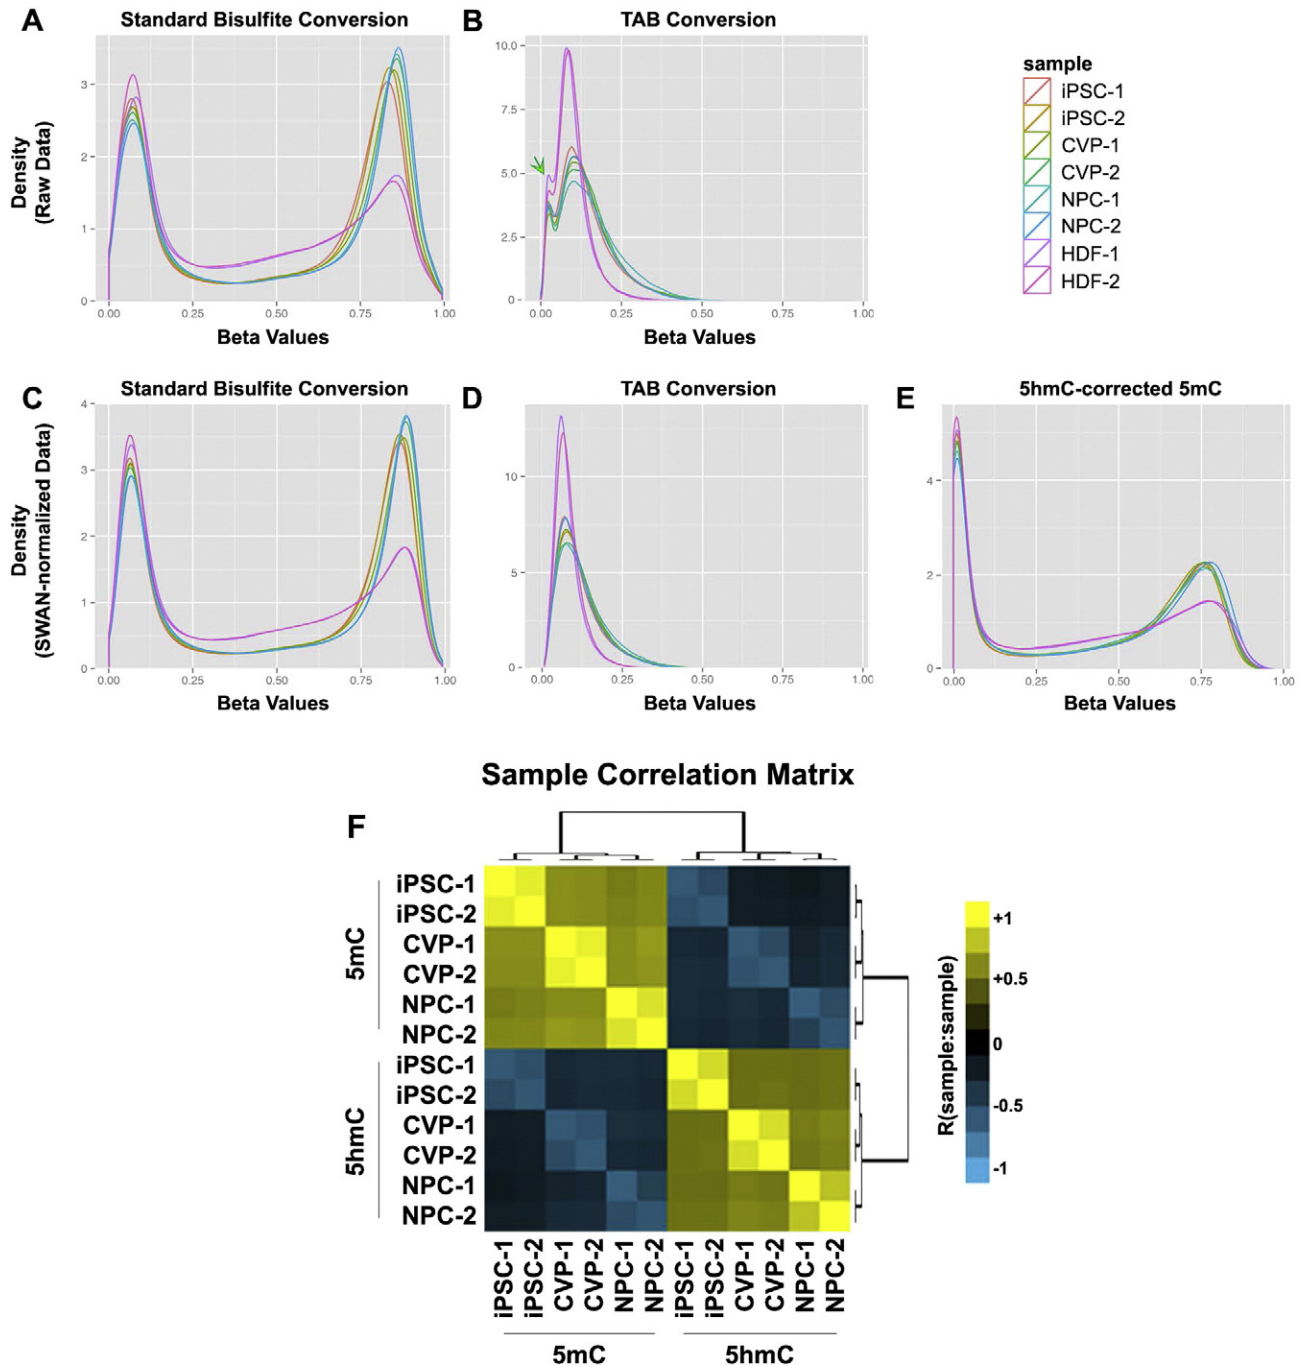 A
Standard Bisulfite Conversion
Density
(Raw Data)
3
2
1
0
0.00 0.25 0.50 0.75 1.00
Beta Values
B
TAB Conversion
10.0
7.5
5.0
2.5
0
0.00 0.25 0.50 0.75 1.00
Beta Values
sample
iPSC-1
iPSC-2
CVP-1
CVP-2
NPC-1
NPC-2
HDF-1
HDF-2
C
Standard Bisulfite Conversion
Density
(SWAN-normalized Data)
4
3
2
1
0
0.00 0.25 0.50 0.75 1.00
Beta Values
D
TAB Conversion
10
5
0
0.00 0.25 0.50 0.75 1.00
Beta Values
E
5hmC-corrected 5mC
4
2
0
0.00 0.25 0.50 0.75 1.00
Beta Values
Sample Correlation Matrix
F
5mC
iPSC-1
iPSC-2
CVP-1
CVP-2
NPC-1
NPC-2
5hmC
iPSC-1
iPSC-2
CVP-1
CVP-2
NPC-1
NPC-2
iPSC-1 iPSC-2 CVP-1 CVP-2 NPC-1 NPC-2 iPSC-1 iPSC-2 CVP-1 CVP-2 NPC-1 NPC-2
5mC 5hmC
R(sample:sample)
+1
+0.5
0
-0.5
-1